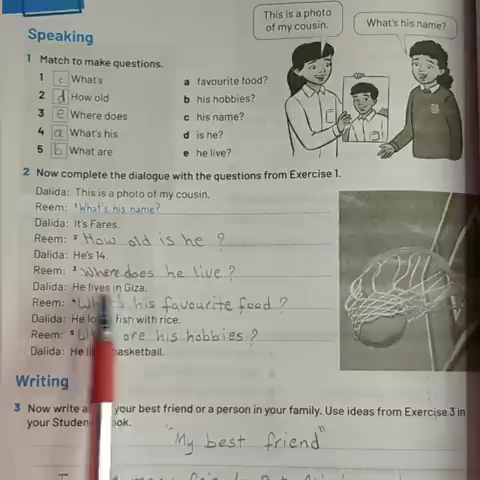 This is a photo
of my cousin.
What's his name?
Speaking
1 Match to make questions.
1 c What's a favourite food?
2 d How old b his hobbies?
3 e Where does c his name?
4 a What's his d is he?
5 b What are e he live?
2 Now complete the dialogue with the questions from Exercise 1.
Dalida: This is a photo of my cousin.
Reem: 1 What's his name?
Dalida: It's Fares.
Reem: 2 How old is he ?
Dalida: He's 14.
Reem: 3 Where does he live ?
Dalida: He lives in Giza.
Reem: 4 his favourite food ?
Dalida: He fish with rice.
Reem: 5 are his hobbies ?
Dalida: He basketball.
Writing
3 Now write your best friend or a person in your family. Use ideas from Exercise 3 in
your
"My best friend"